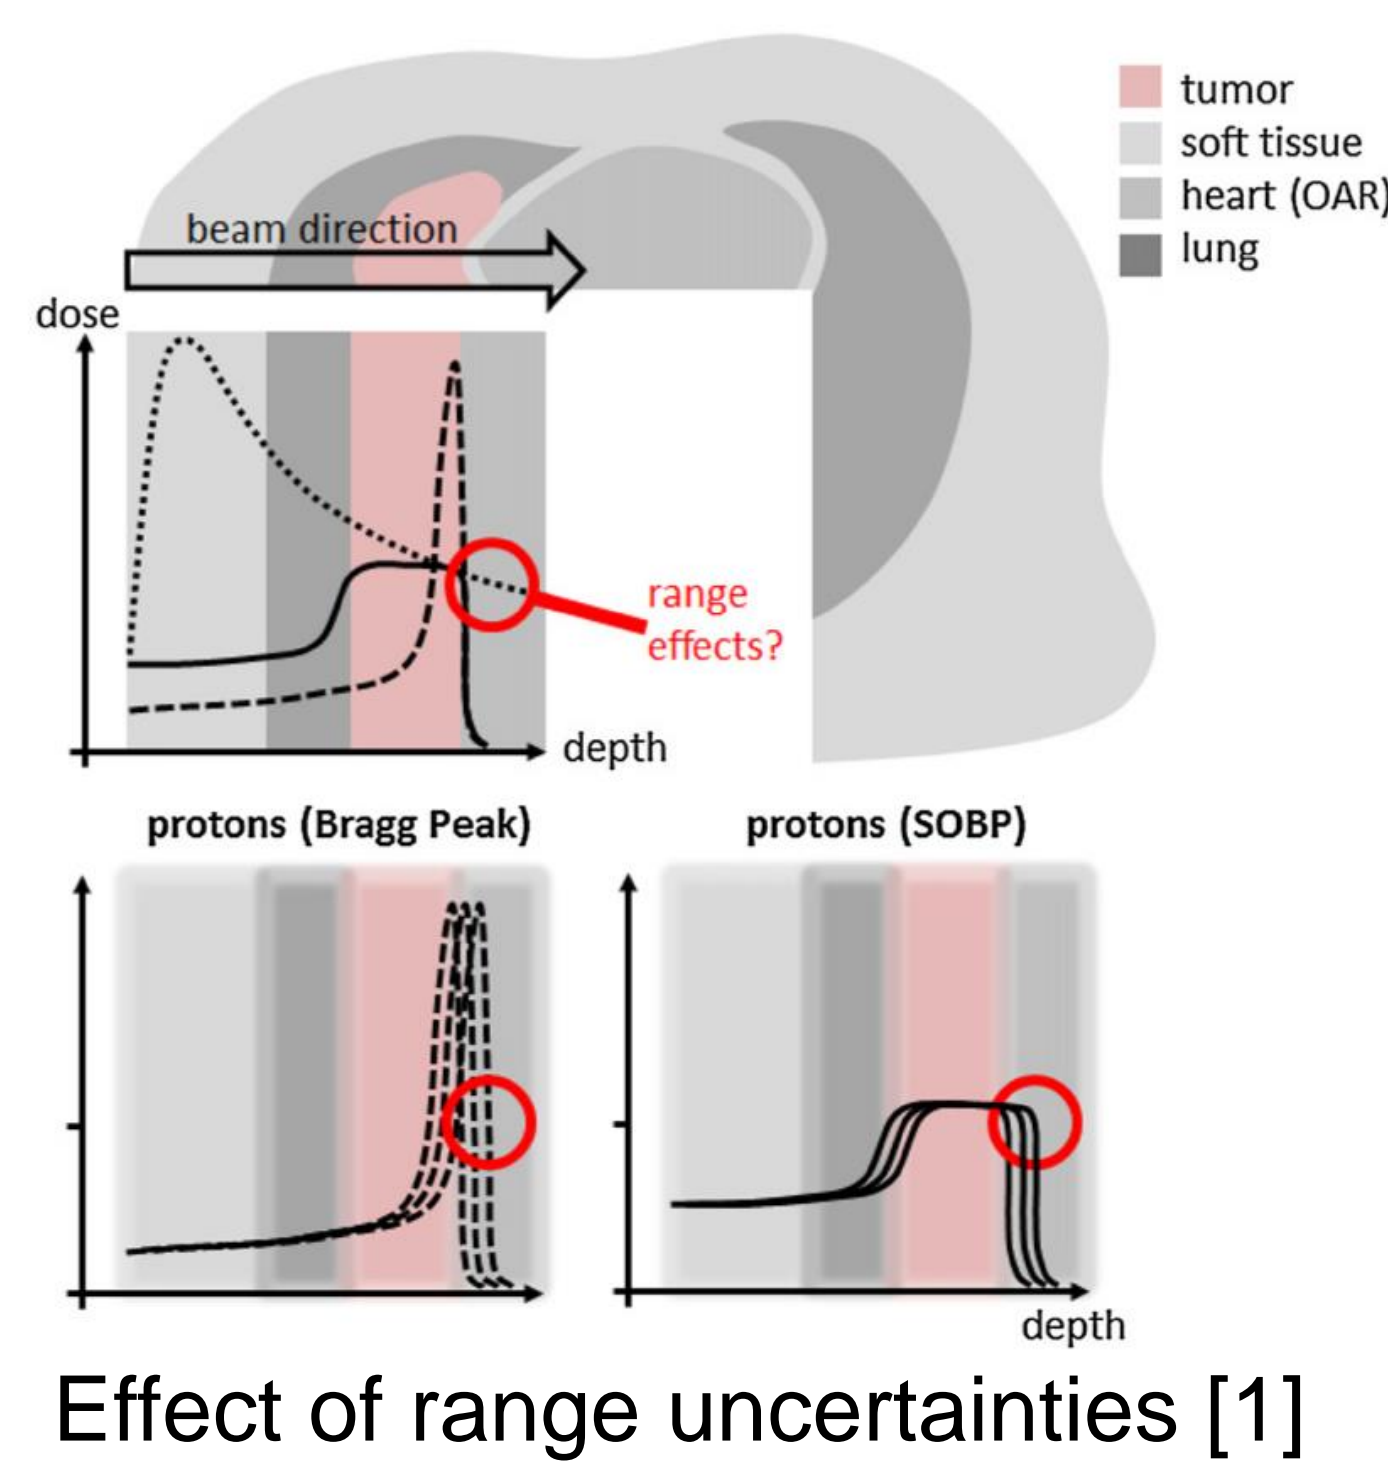 tumor
soft tissue
heart (OAR)
lung
beam direction
dose
range
effects?
depth
protons (Bragg Peak)
protons (SOBP)
depth
Effect of range uncertainties [1]